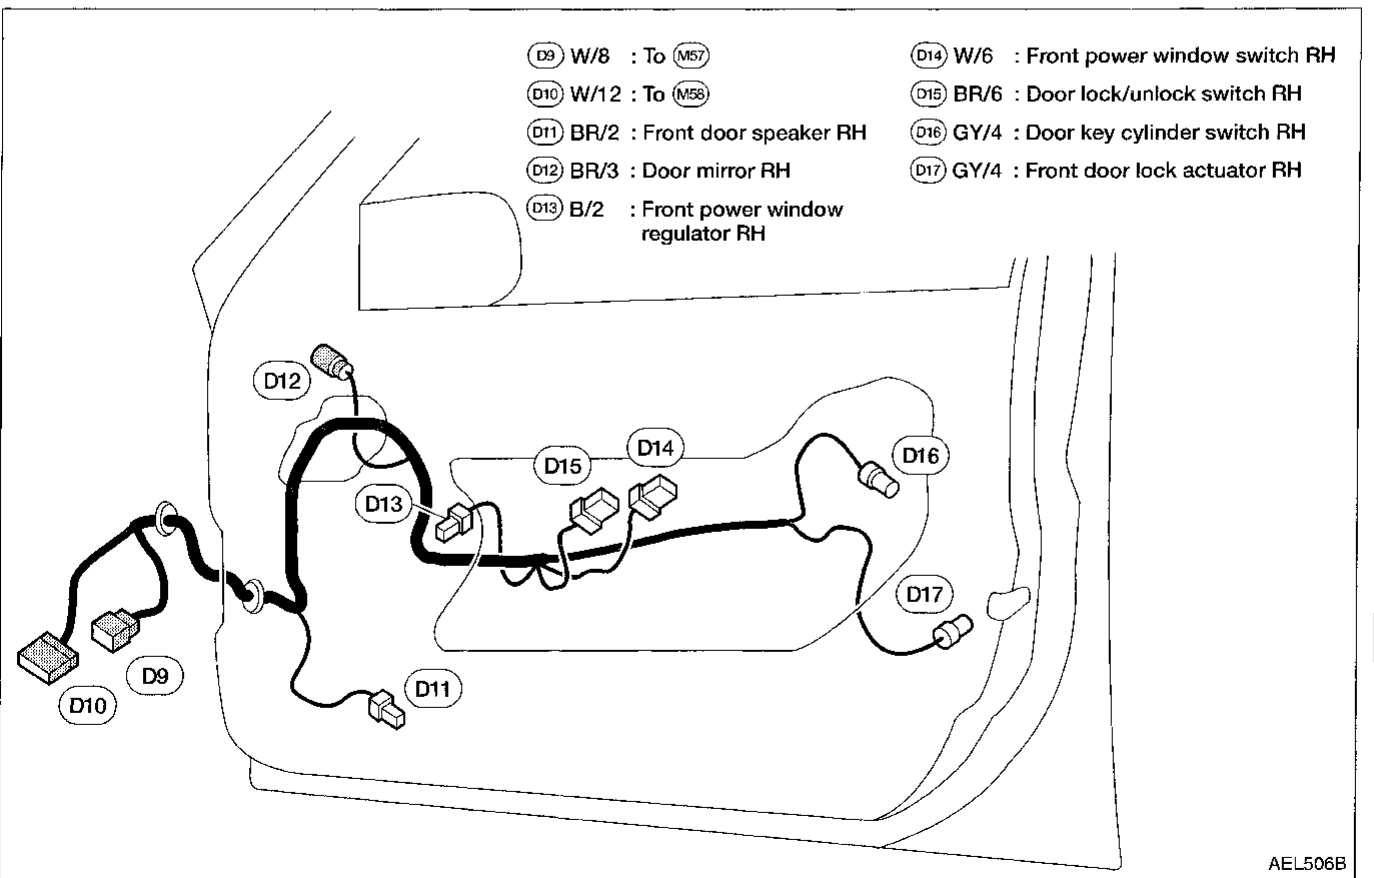 D9 W/8 : To M57
D10 W/12 : To M58
D11 BR/2 : Front door speaker RH
D12 BR/3 : Door mirror RH
D13 B/2 : Front power window
regulator RH
D14 W/6 : Front power window switch RH
D15 BR/6 : Door lock/unlock switch RH
D16 GY/4 : Door key cylinder switch RH
D17 GY/4 : Front door lock actuator RH
D12
D14
D15
D16
D13
D17
D9
D11
D10
AEL506B